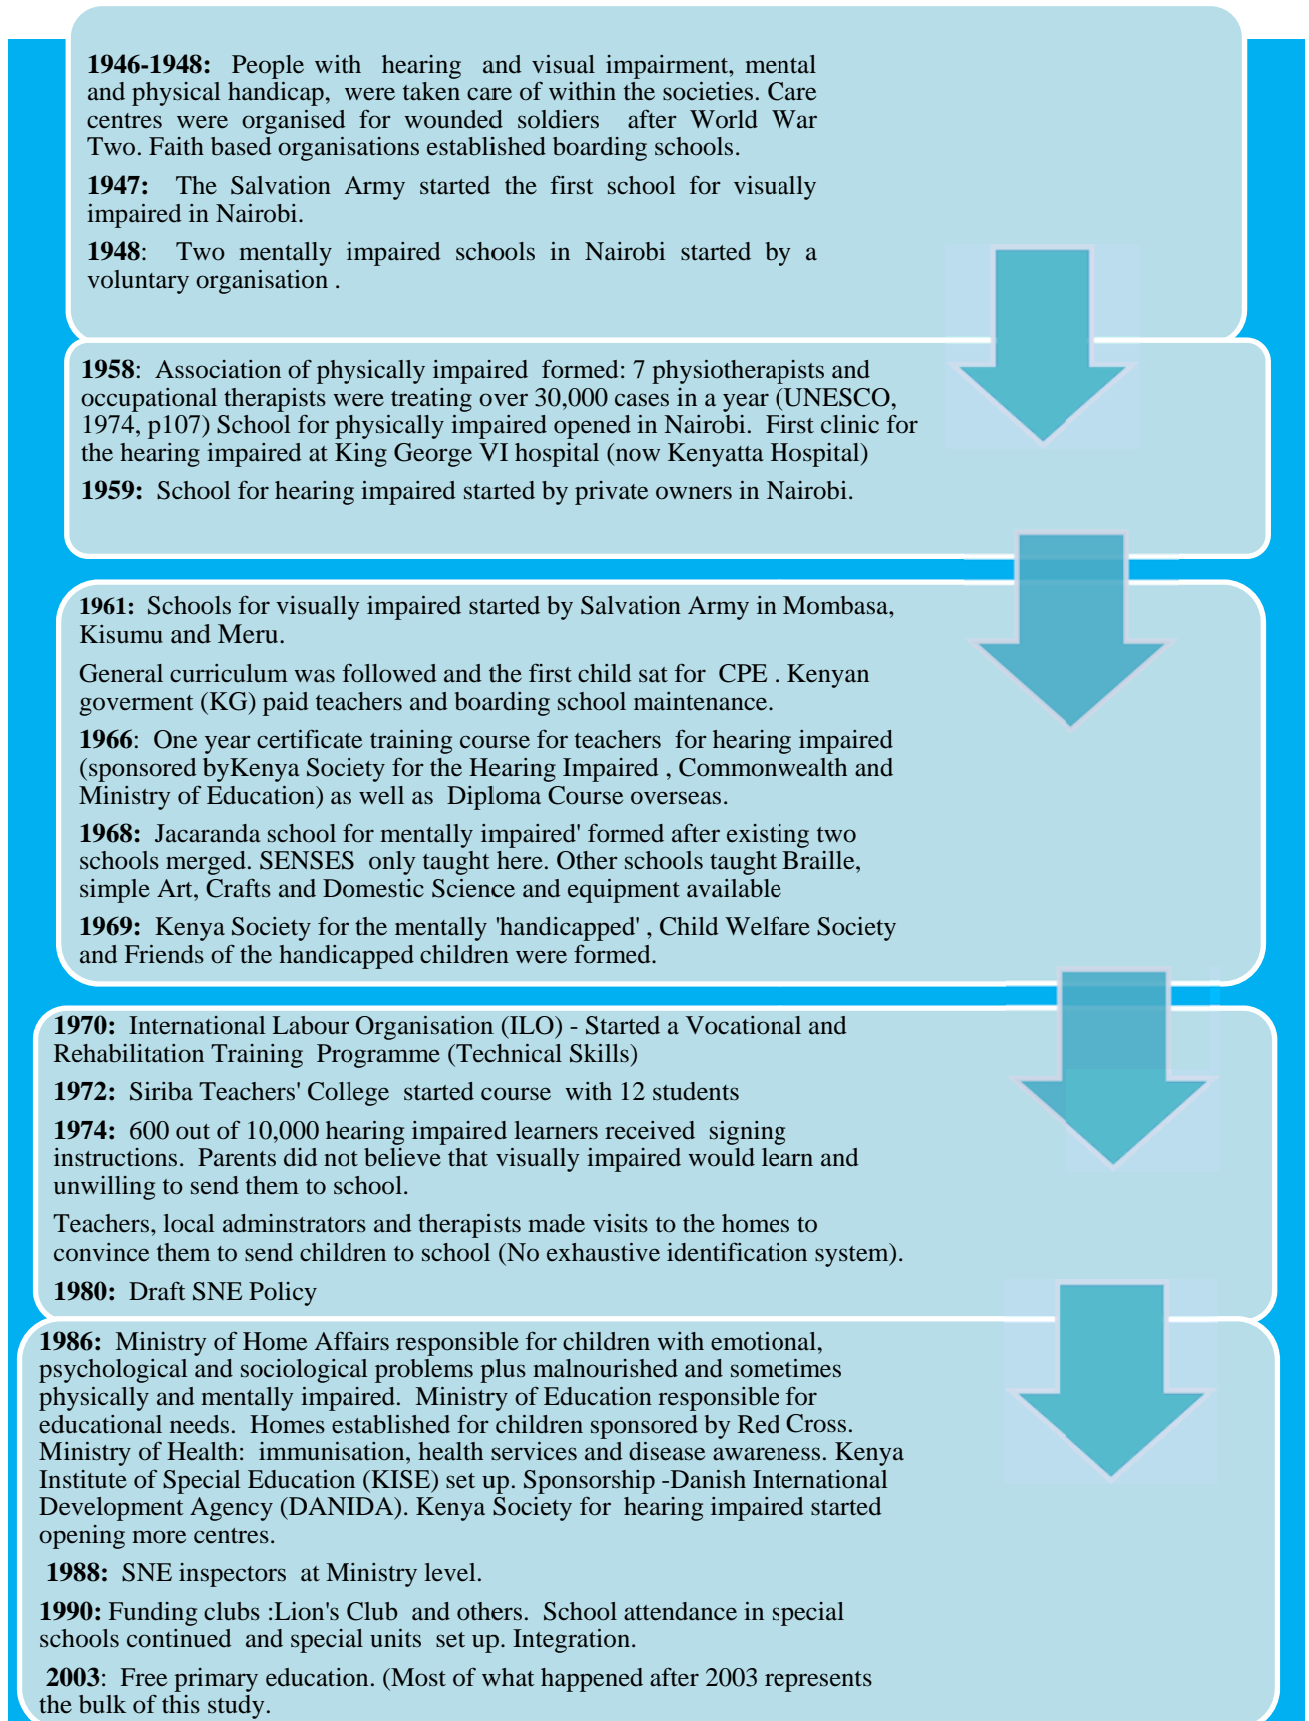 1946-1948: People with hearing and visual impairment, mental
and physical handicap, were taken care of within the societies. Care
centres were organised for wounded soldiers after World War
Two. Faith based organisations established boarding schools.
1947: The Salvation Army started the first school for visually
impaired in Nairobi.
1948: Two mentally impaired schools in Nairobi started by a
voluntary organisation .
1958: Association of physically impaired formed: 7 physiotherapists and
occupational therapists were treating over 30,000 cases in a year (UNESCO,
1974, p107) School for physically impaired opened in Nairobi. First clinic for
the hearing impaired at King George VI hospital (now Kenyatta Hospital)
1959: School for hearing impaired started by private owners in Nairobi.
1961: Schools for visually impaired started by Salvation Army in Mombasa,
Kisumu and Meru.
General curriculum was followed and the first child sat for CPE . Kenyan
goverment (KG) paid teachers and boarding school maintenance.
1966: One year certificate training course for teachers for hearing impaired
(sponsored byKenya Society for the Hearing Impaired , Commonwealth and
Ministry of Education) as well as Diploma Course overseas.
1968: Jacaranda school for mentally impaired' formed after existing two
schools merged. SENSES only taught here. Other schools taught Braille,
simple Art, Crafts and Domestic Science and equipment available
1969: Kenya Society for the mentally 'handicapped' , Child Welfare Society
and Friends of the handicapped children were formed.
1970: International Labour Organisation (ILO) - Started a Vocational and
Rehabilitation Training Programme (Technical Skills)
1972: Siriba Teachers' College started course with 12 students
1974: 600 out of 10,000 hearing impaired learners received signing
instructions. Parents did not believe that visually impaired would learn and
unwilling to send them to school.
Teachers, local adminstrators and therapists made visits to the homes to
convince them to send children to school (No exhaustive identification system).
1980: Draft SNE Policy
1986: Ministry of Home Affairs responsible for children with emotional,
psychological and sociological problems plus malnourished and sometimes
physically and mentally impaired. Ministry of Education responsible for
educational needs. Homes established for children sponsored by Red Cross.
Ministry of Health: immunisation, health services and disease awareness. Kenya
Institute of Special Education (KISE) set up. Sponsorship -Danish International
Development Agency (DANIDA). Kenya Society for hearing impaired started
opening more centres.
1988: SNE inspectors at Ministry level.
1990: Funding clubs :Lion's Club and others. School attendance in special
schools continued and special units set up. Integration.
2003: Free primary education. (Most of what happened after 2003 represents
the bulk of this study.